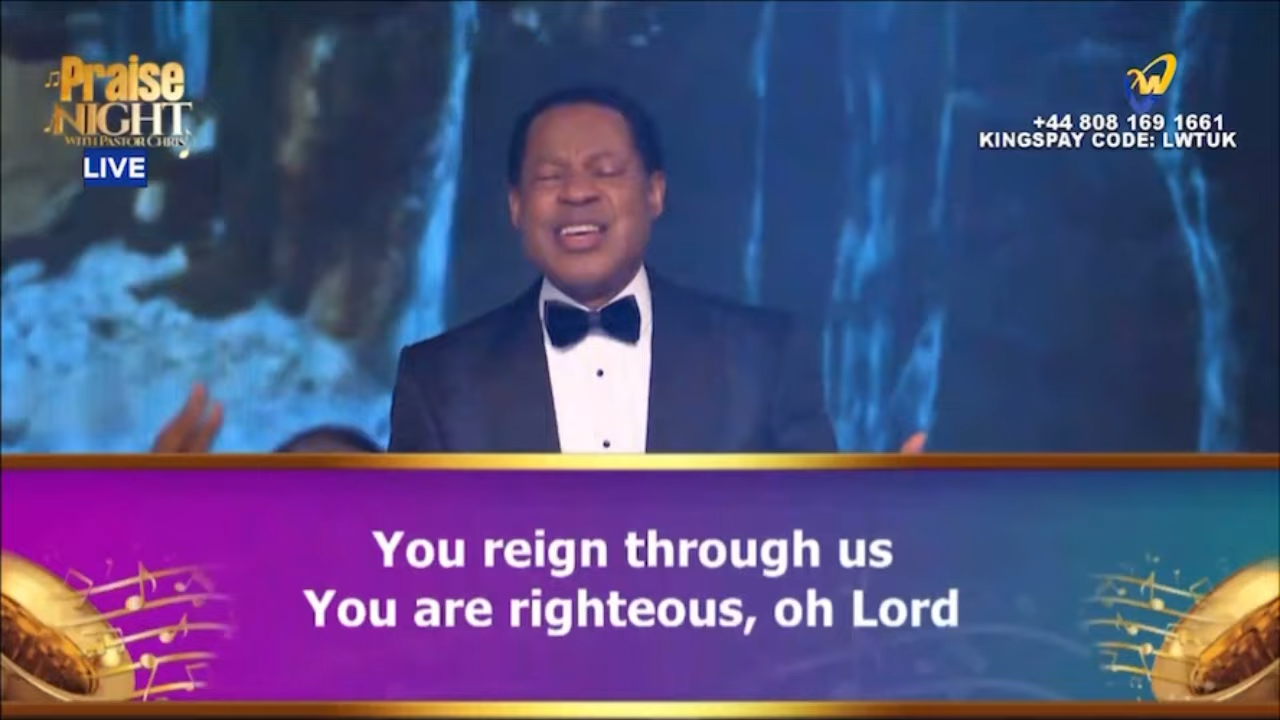 Praise
NIGHT
WITH PASTOR CHRIS
LIVE
W
+44 808 169 1661
KINGSPAY CODE: LWTUK
You reign through us
You are righteous, oh Lord